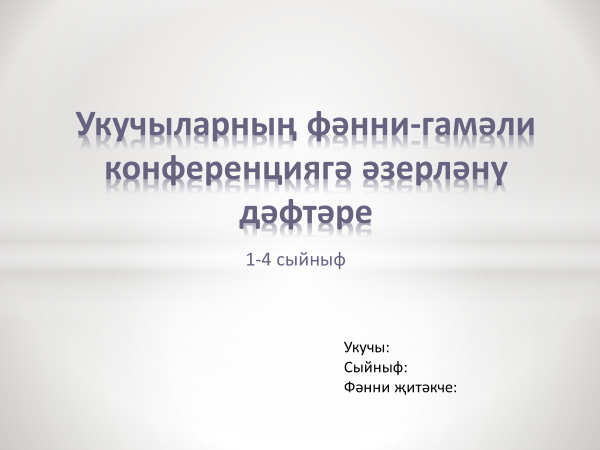 Укучыларның фәнни-гамәли
конференциягә әзерләнү
дәфтәре
1-4 сыйныф
Укучы:
Сыйныф:
Фәнни җитәкче: